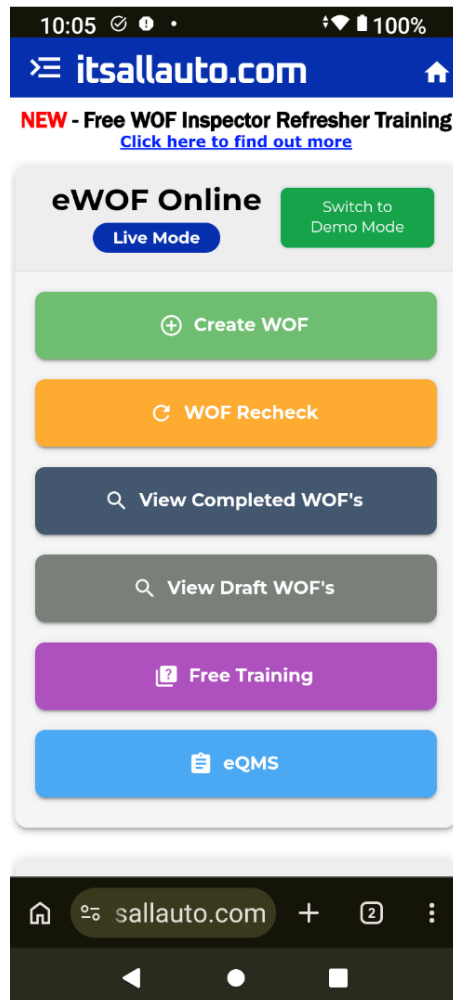 10:05 100%
itsallauto.com
NEW - Free WOF Inspector Refresher Training
Click here to find out more
eWOF Online
Live Mode
Switch to
Demo Mode
Create WOF
WOF Recheck
View Completed WOF's
View Draft WOF's
Free Training
eQMS
sallauto.com 2